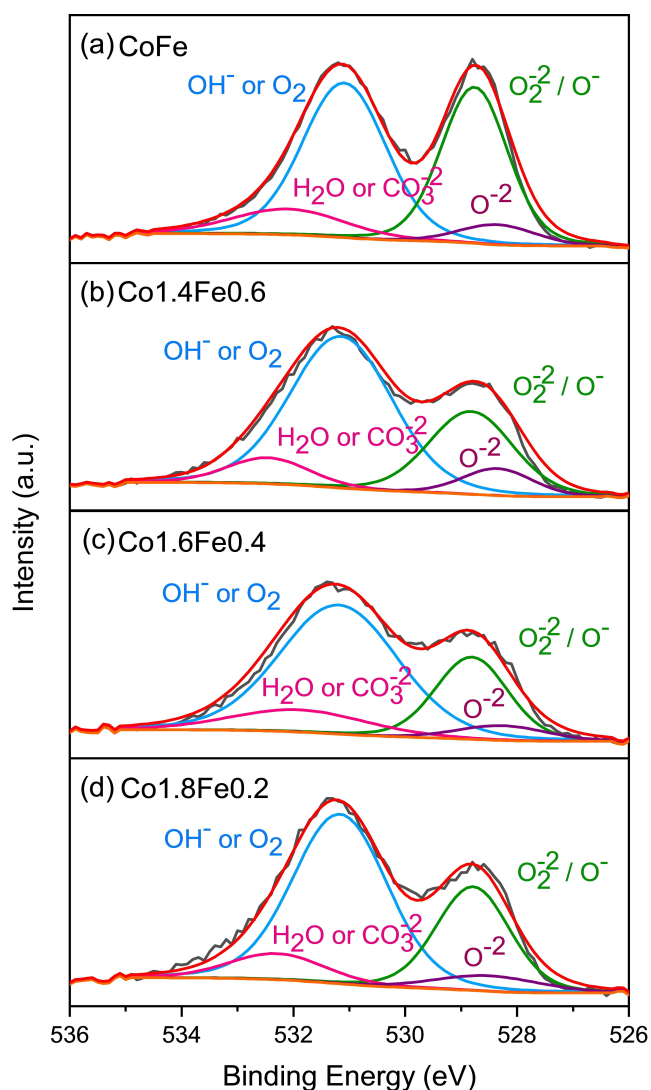 (a) CoFe
OH⁻ or O₂
O₂⁻² / O⁻
H₂O or CO₃⁻²
O⁻²
(b) Co1.4Fe0.6
OH⁻ or O₂
O₂⁻² / O⁻
H₂O or CO₃⁻²
O⁻²
(c) Co1.6Fe0.4
OH⁻ or O₂
O₂⁻² / O⁻
H₂O or CO₃⁻²
O⁻²
(d) Co1.8Fe0.2
OH⁻ or O₂
O₂⁻² / O⁻
H₂O or CO₃⁻²
O⁻²
Intensity (a.u.)
536 534 532 530 528 526
Binding Energy (eV)